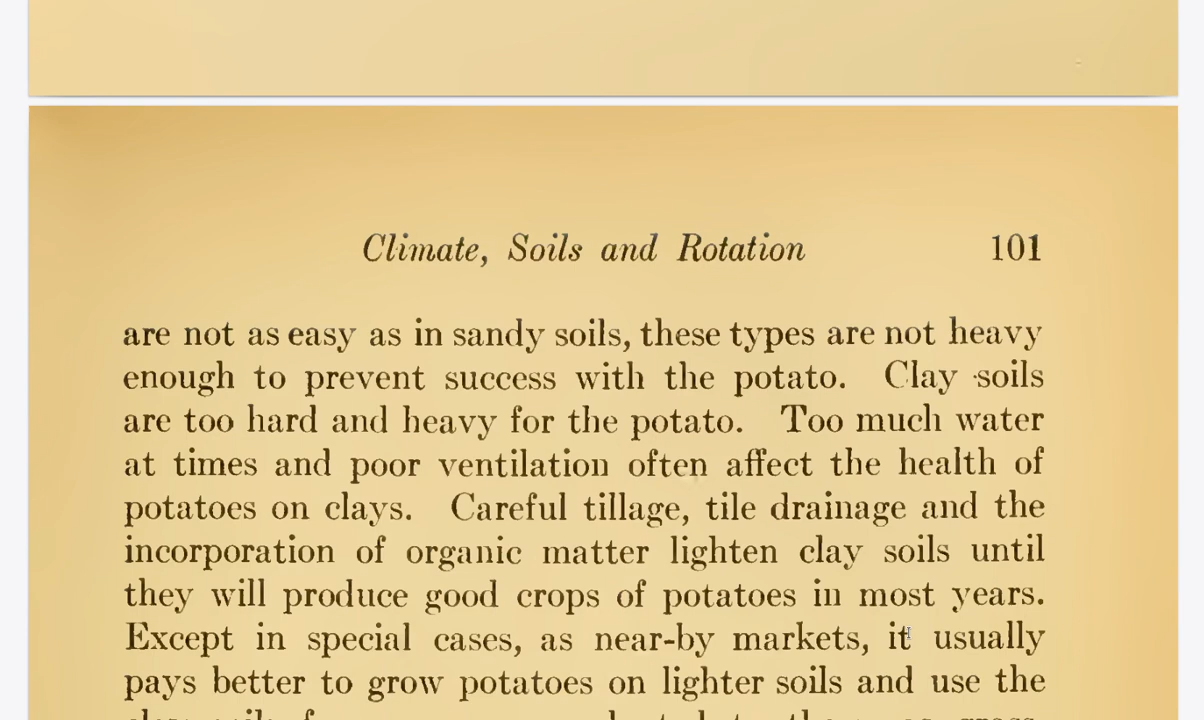 Climate, Soils and Rotation 101
are not as easy as in sandy soils, these types are not heavy
enough to prevent success with the potato. Clay soils
are too hard and heavy for the potato. Too much water
at times and poor ventilation often affect the health of
potatoes on clays. Careful tillage, tile drainage and the
incorporation of organic matter lighten clay soils until
they will produce good crops of potatoes in most years.
Except in special cases, as near-by markets, it usually
pays better to grow potatoes on lighter soils and use the